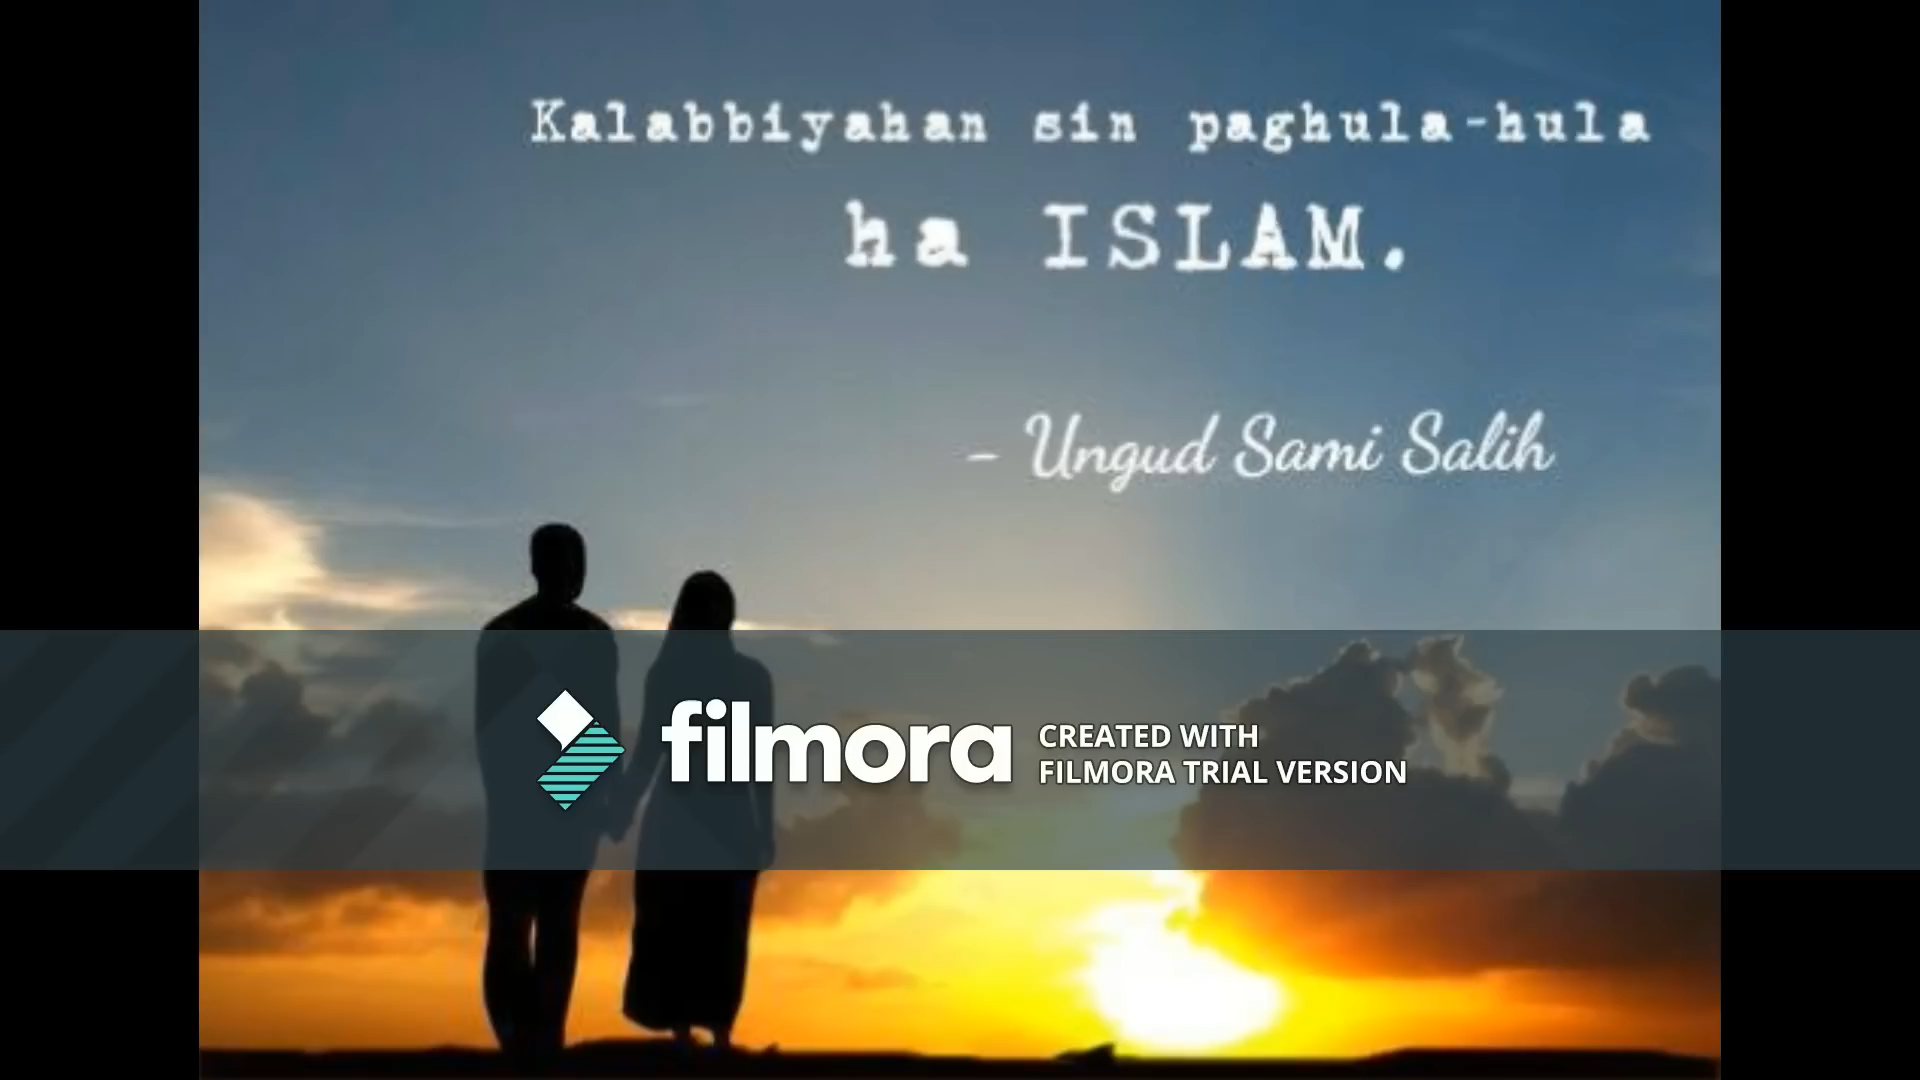 Kalabbiyahan sin paghula-hula
ha ISLAM.
- Ungud Sami Salih
filmora
CREATED WITH
FILMORA TRIAL VERSION